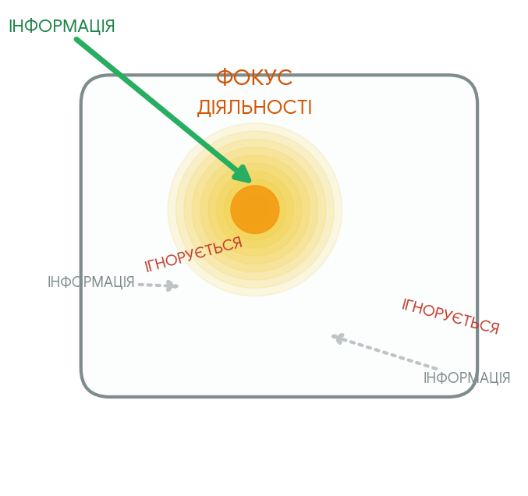 ІНФОРМАЦІЯ
ФОКУС
ДІЯЛЬНОСТІ
ІГНОРУЄТЬСЯ
ІНФОРМАЦІЯ
ІГНОРУЄТЬСЯ
ІНФОРМАЦІЯ